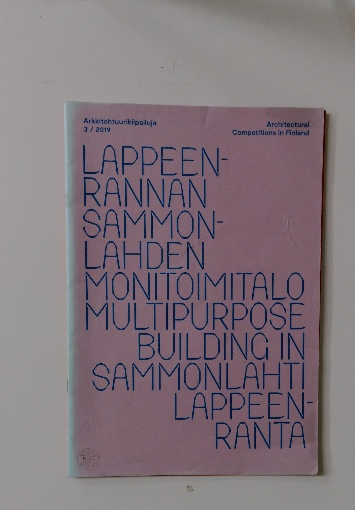 Arkkitehtuurikilpailuja
3 / 2019
Architectural
Competitions in Finland
LAPPEEN-
RANNAN
SAMMON-
LAHDEN
MONITOIMITALO
MULTIPURPOSE
BUILDING IN
SAMMONLAHTI
LAPPEEN-
RANTA